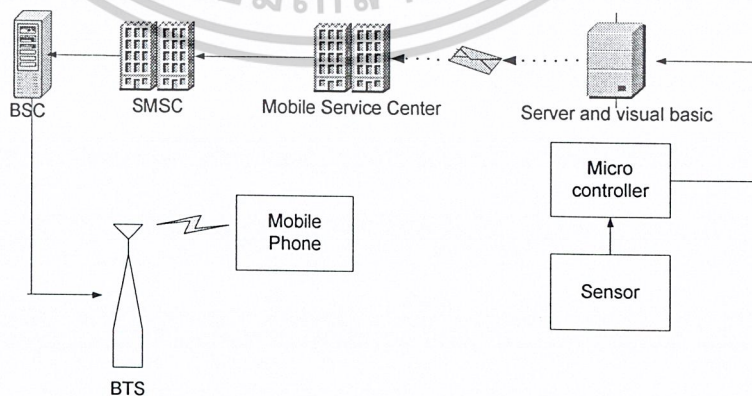 BSC
SMSC
Mobile Service Center
Server and visual basic
Micro
controller
Mobile
Phone
Sensor
BTS